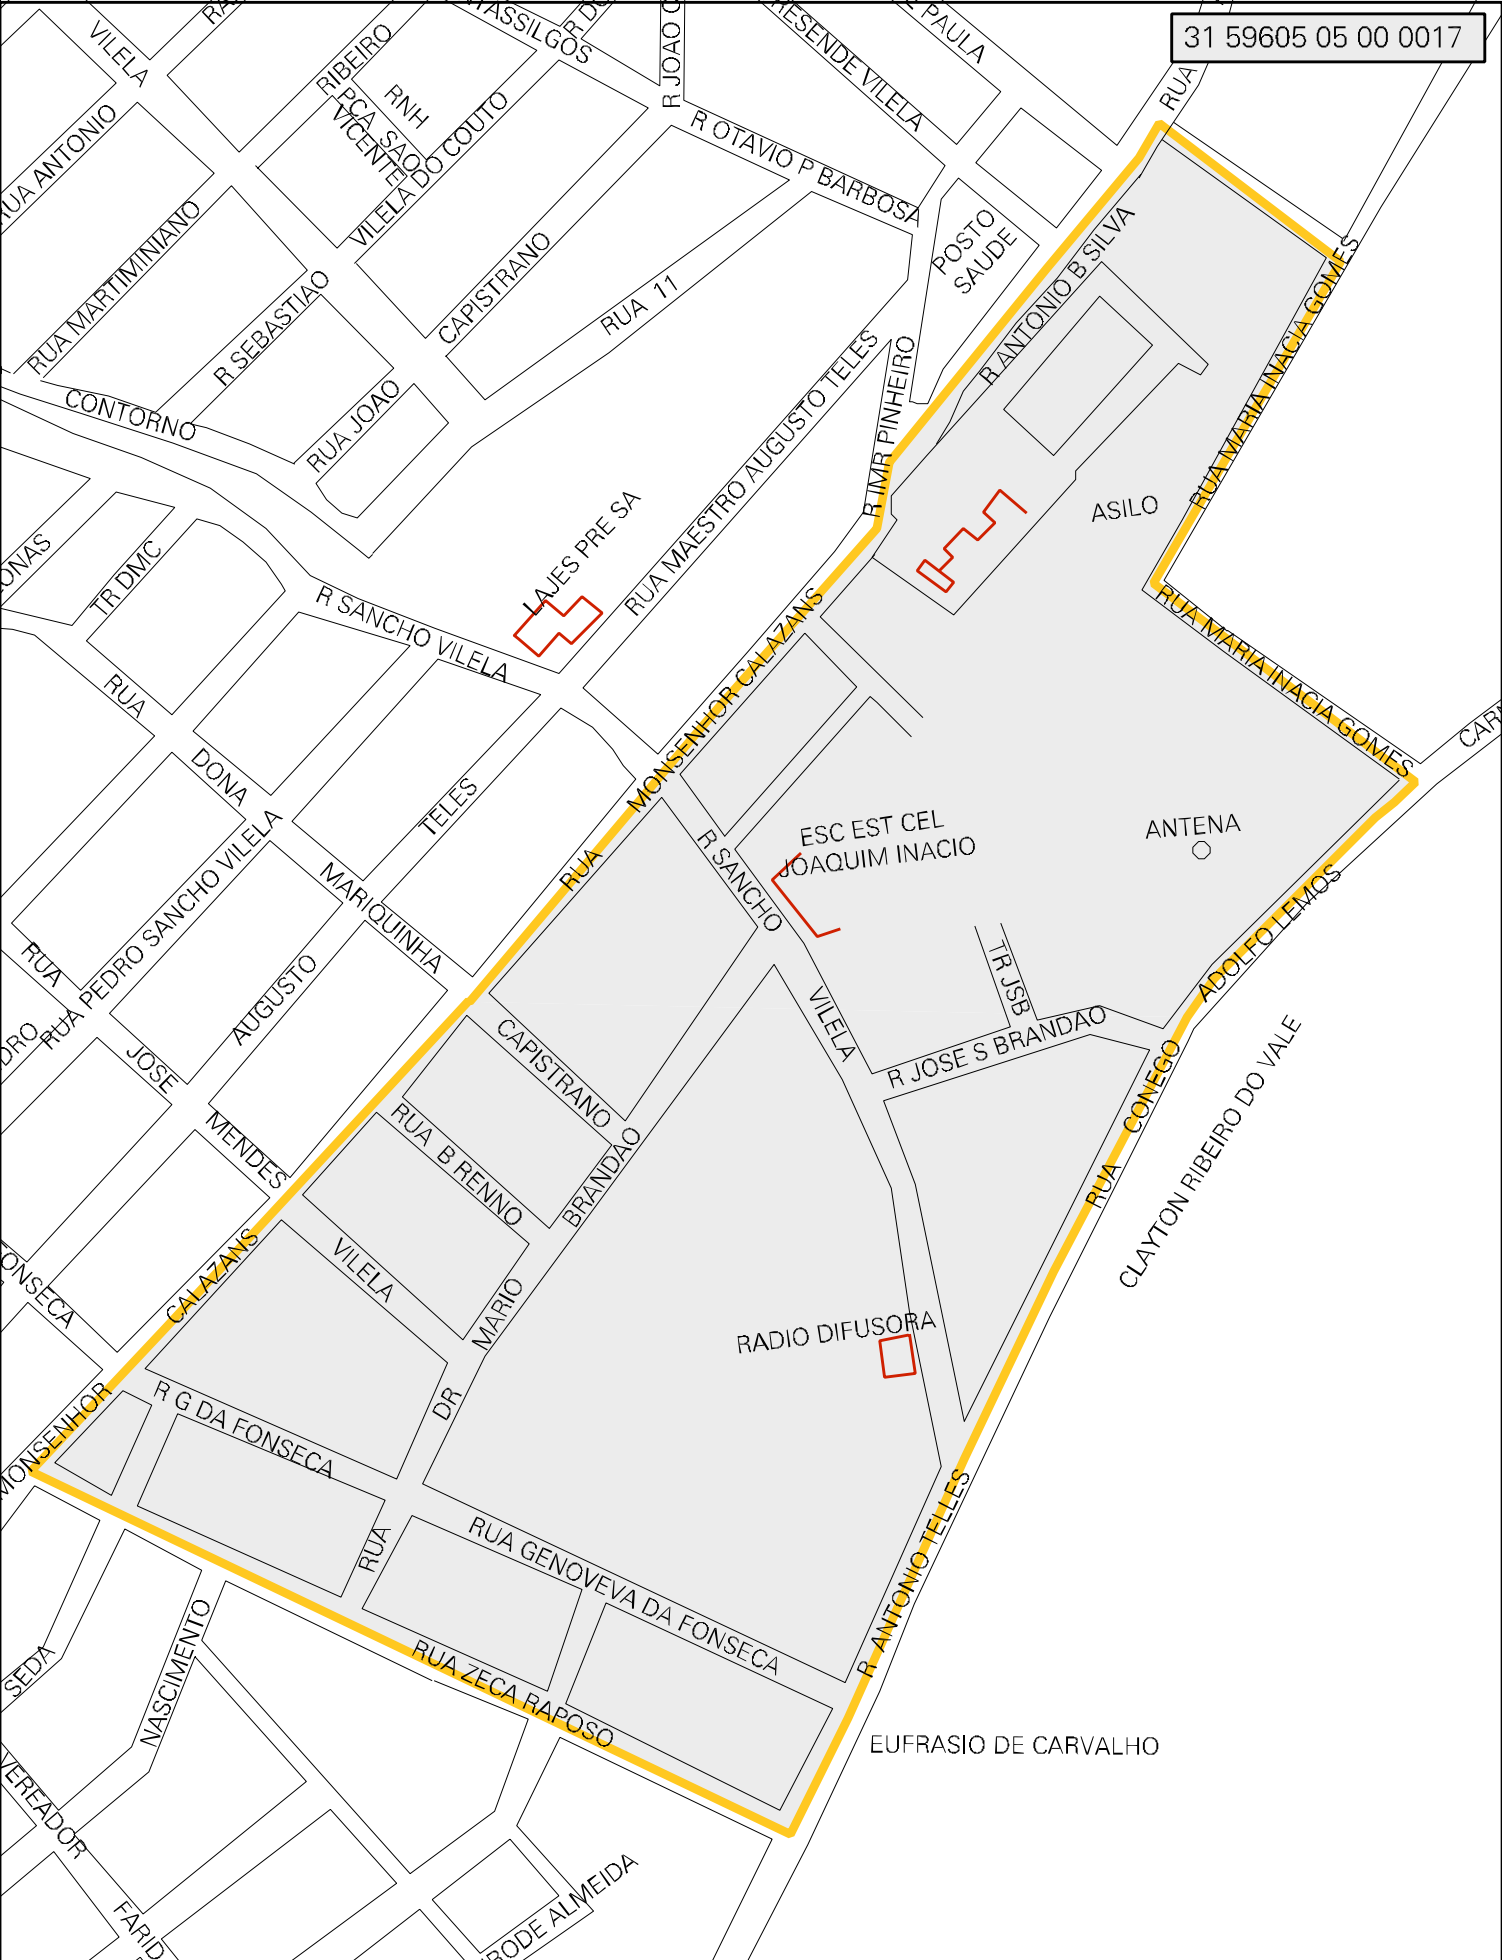 31 59605 05 00 0017
VILELA
RIBEIRO
RNH
PCA SAO
VICENTE
R JOAO
RESENDE VILELA
PAULA
RUA
RUA ANTONIO
VILELA DO COUTO
R OTAVIO P BARBOSA
RUA MARTIMINIANO
R SEBASTIAO
CAPISTRANO
RUA 11
POSTO
SAUDE
R ANTONIO B SILVA
RUA MARIA INACIA GOMES
CONTORNO
RUA JOAO
R IMR PINHEIRO
RUA MAESTRO AUGUSTO TELES
ASILO
LAJES PRE SA
TR DMC
R SANCHO VILELA
RUA MARIA INACIA GOMES
RUA
DONA
MARIQUINHA
TELES
RUA MONSENHOR CALAZANS
R SANCHO
VILELA
ESC EST CEL
JOAQUIM INACIO
ANTENA
RUA PEDRO SANCHO VILELA
RUA
JOSE
MENDES
AUGUSTO
TR JSB
R JOSE S BRANDAO
RUA CONEGO ADOLFO LEMOS
CLAYTON RIBEIRO DO VALE
CAPISTRANO
RUA B RENNO
VILELA
RUA DR MARIO BRANDAO
MONSENHOR CALAZANS
RADIO DIFUSORA
R G DA FONSECA
RUA GENOVEVA DA FONSECA
R ANTONIO TELLES
RUA ZECA RAPOSO
EUFRASIO DE CARVALHO
SEDA
NASCIMENTO
VEREADOR
FARID
ALMEIDA